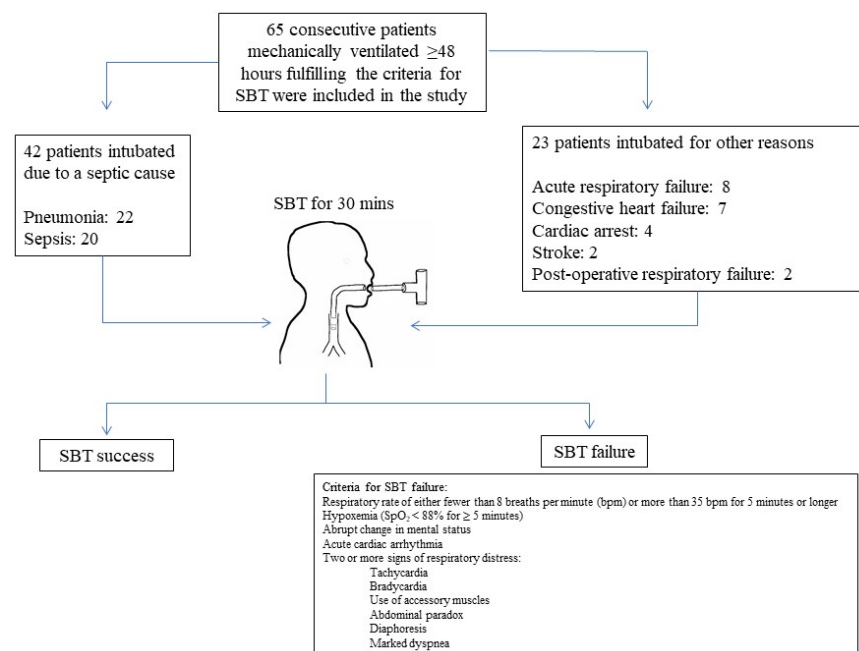 65 consecutive patients
mechanically ventilated ≥48
hours fulfilling the criteria for
SBT were included in the study
42 patients intubated
due to a septic cause
Pneumonia: 22
Sepsis: 20
23 patients intubated for other reasons
Acute respiratory failure: 8
Congestive heart failure: 7
Cardiac arrest: 4
Stroke: 2
Post-operative respiratory failure: 2
SBT for 30 mins
SBT success
SBT failure
Criteria for SBT failure:
Respiratory rate of either fewer than 8 breaths per minute (bpm) or more than 35 bpm for 5 minutes or longer
Hypoxemia (SpO₂ < 88% for ≥ 5 minutes)
Abrupt change in mental status
Acute cardiac arrhythmia
Two or more signs of respiratory distress:
Tachycardia
Bradycardia
Use of accessory muscles
Abdominal paradox
Diaphoresis
Marked dyspnea